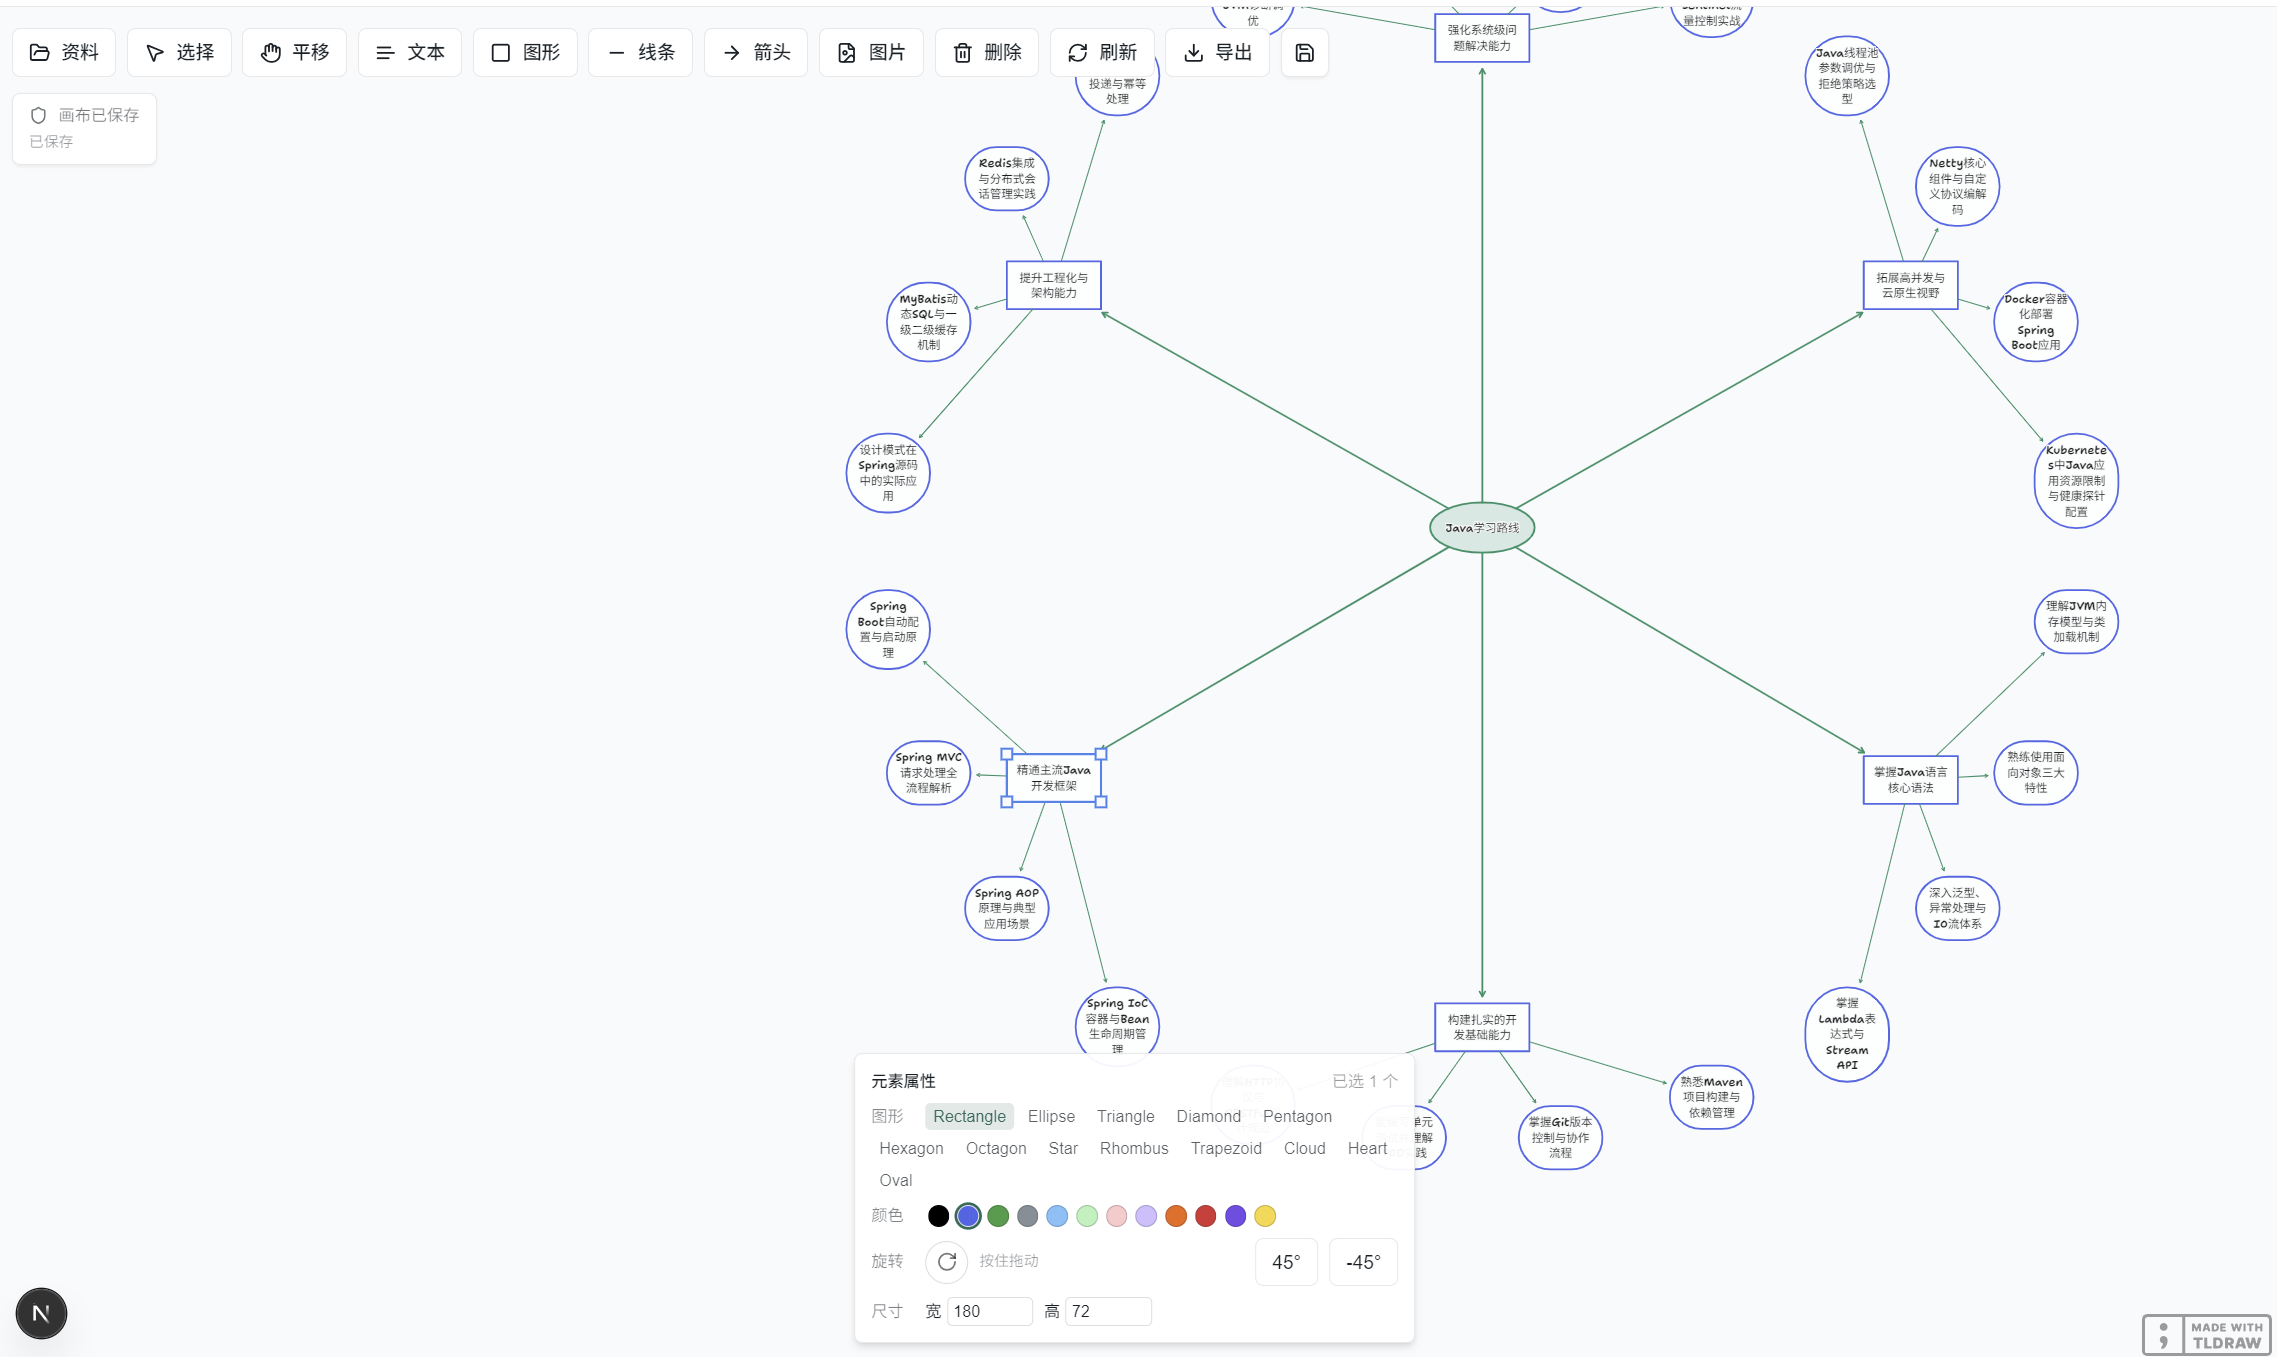 资料
选择
平移
文本
图形
线条
箭头
图片
删除
刷新
导出
画布已保存
已保存
优
强化系统级问
题解决能力
量控制实战
投递与幂等
处理
Java线程池
参数调优与
拒绝策略选
型
Redis集成
与分布式会
话管理实践
Netty核心
组件与自定
义协议编解
码
提升工程化与
架构能力
拓展高并发与
云原生视野
MyBatis动
态SQL与一
级二级缓存
机制
Docker容器
化部署
Spring
Boot应用
设计模式在
Spring源码
中的实际应
用
Kubernete
s中Java应
用资源限制
与健康探针
配置
Java学习路线
Spring
Boot自动配
置与启动原
理
理解JVM内
存模型与类
加载机制
Spring MVC
请求处理全
流程解析
精通主流Java
开发框架
掌握Java语言
核心语法
熟练使用面
向对象三大
特性
Spring AOP
原理与典型
应用场景
深入泛型、
异常处理与
IO流体系
Spring IoC
容器与Bean
生命周期管
理
构建扎实的开
发基础能力
掌握
Lambda表
达式与
Stream
API
熟悉Maven
项目构建与
依赖管理
单元
理解
践
掌握Git版本
控制与协作
流程
元素属性
已选 1 个
图形
Rectangle
Ellipse
Triangle
Diamond
Pentagon
Hexagon
Octagon
Star
Rhombus
Trapezoid
Cloud
Heart
Oval
颜色
旋转
按住拖动
45°
-45°
尺寸
宽
180
高
72
N
MADE WITH
TLDRAW